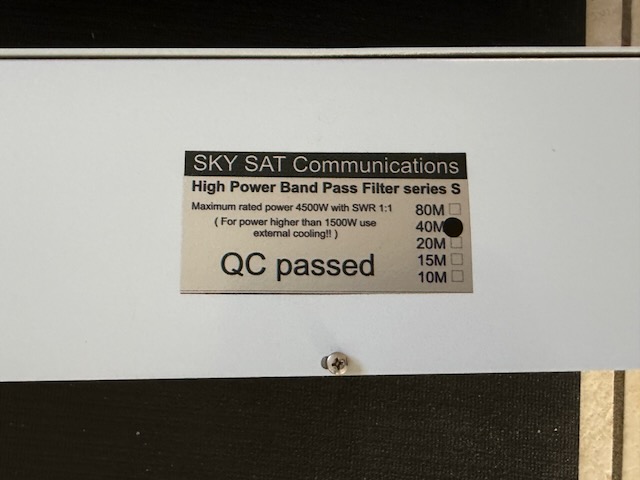 SKY SAT Communications
High Power Band Pass Filter series S
Maximum rated power 4500W with SWR 1:1
( For power higher than 1500W use
external cooling!! )
QC passed
80M
40M
20M
15M
10M